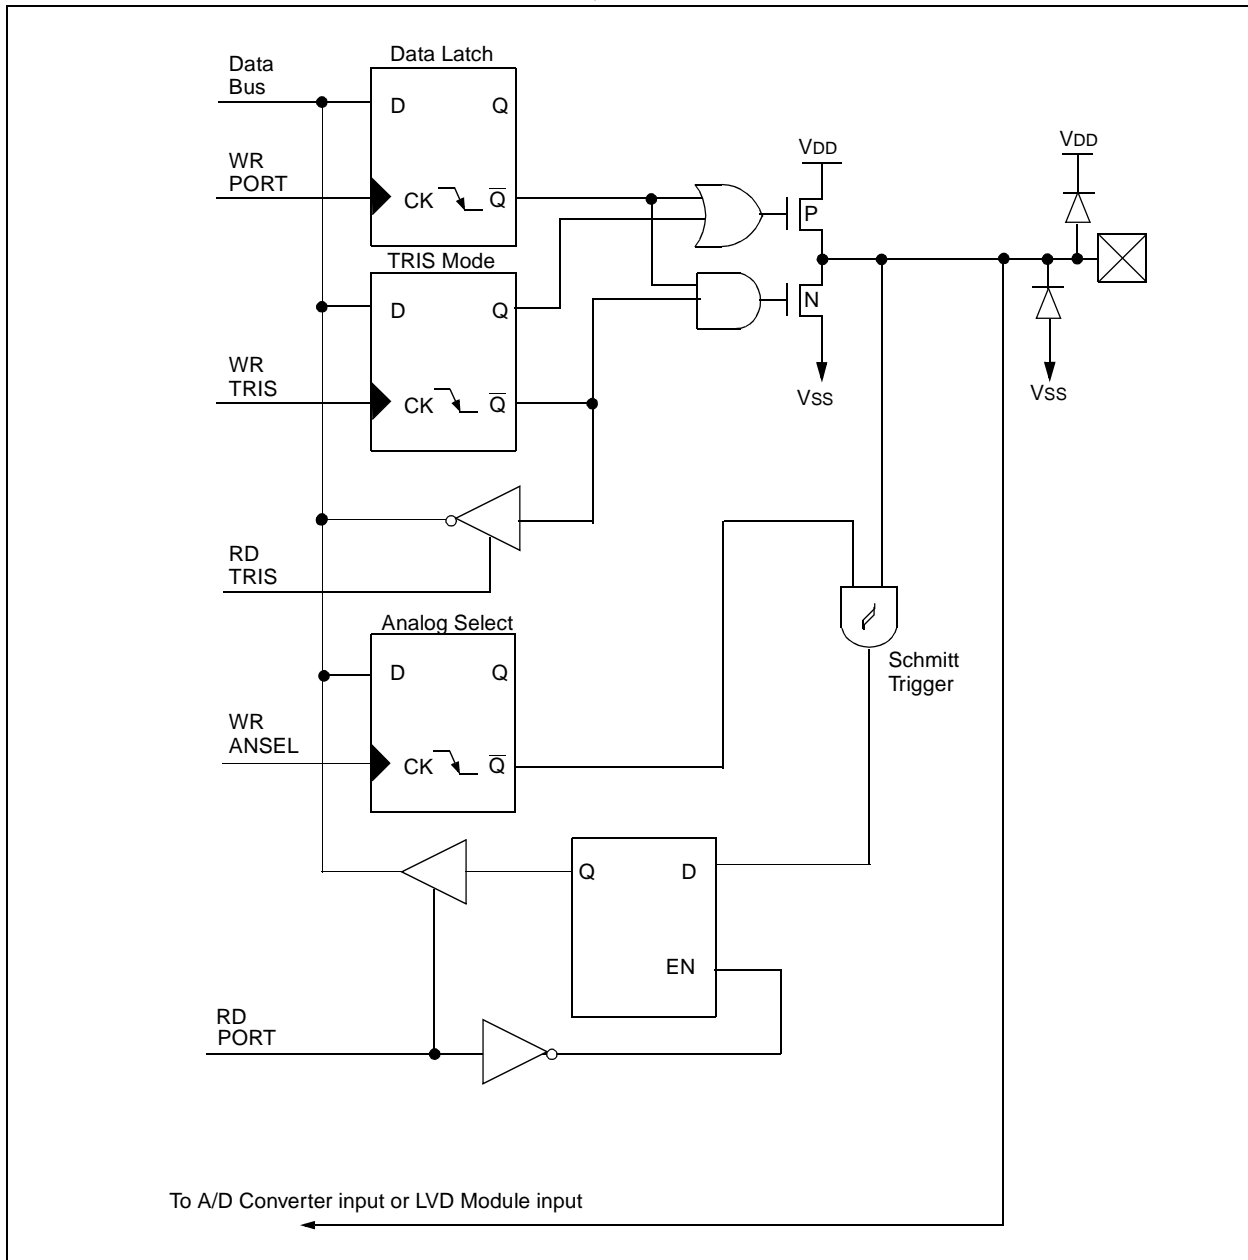 Data
Bus
Data Latch
D
Q
WR
PORT
CK
Q
VDD
VDD
P
TRIS Mode
D
Q
N
WR
TRIS
CK
Q
VSS
VSS
RD
TRIS
Analog Select
D
Q
Schmitt
Trigger
WR
ANSEL
CK
Q
Q
D
EN
RD
PORT
To A/D Converter input or LVD Module input